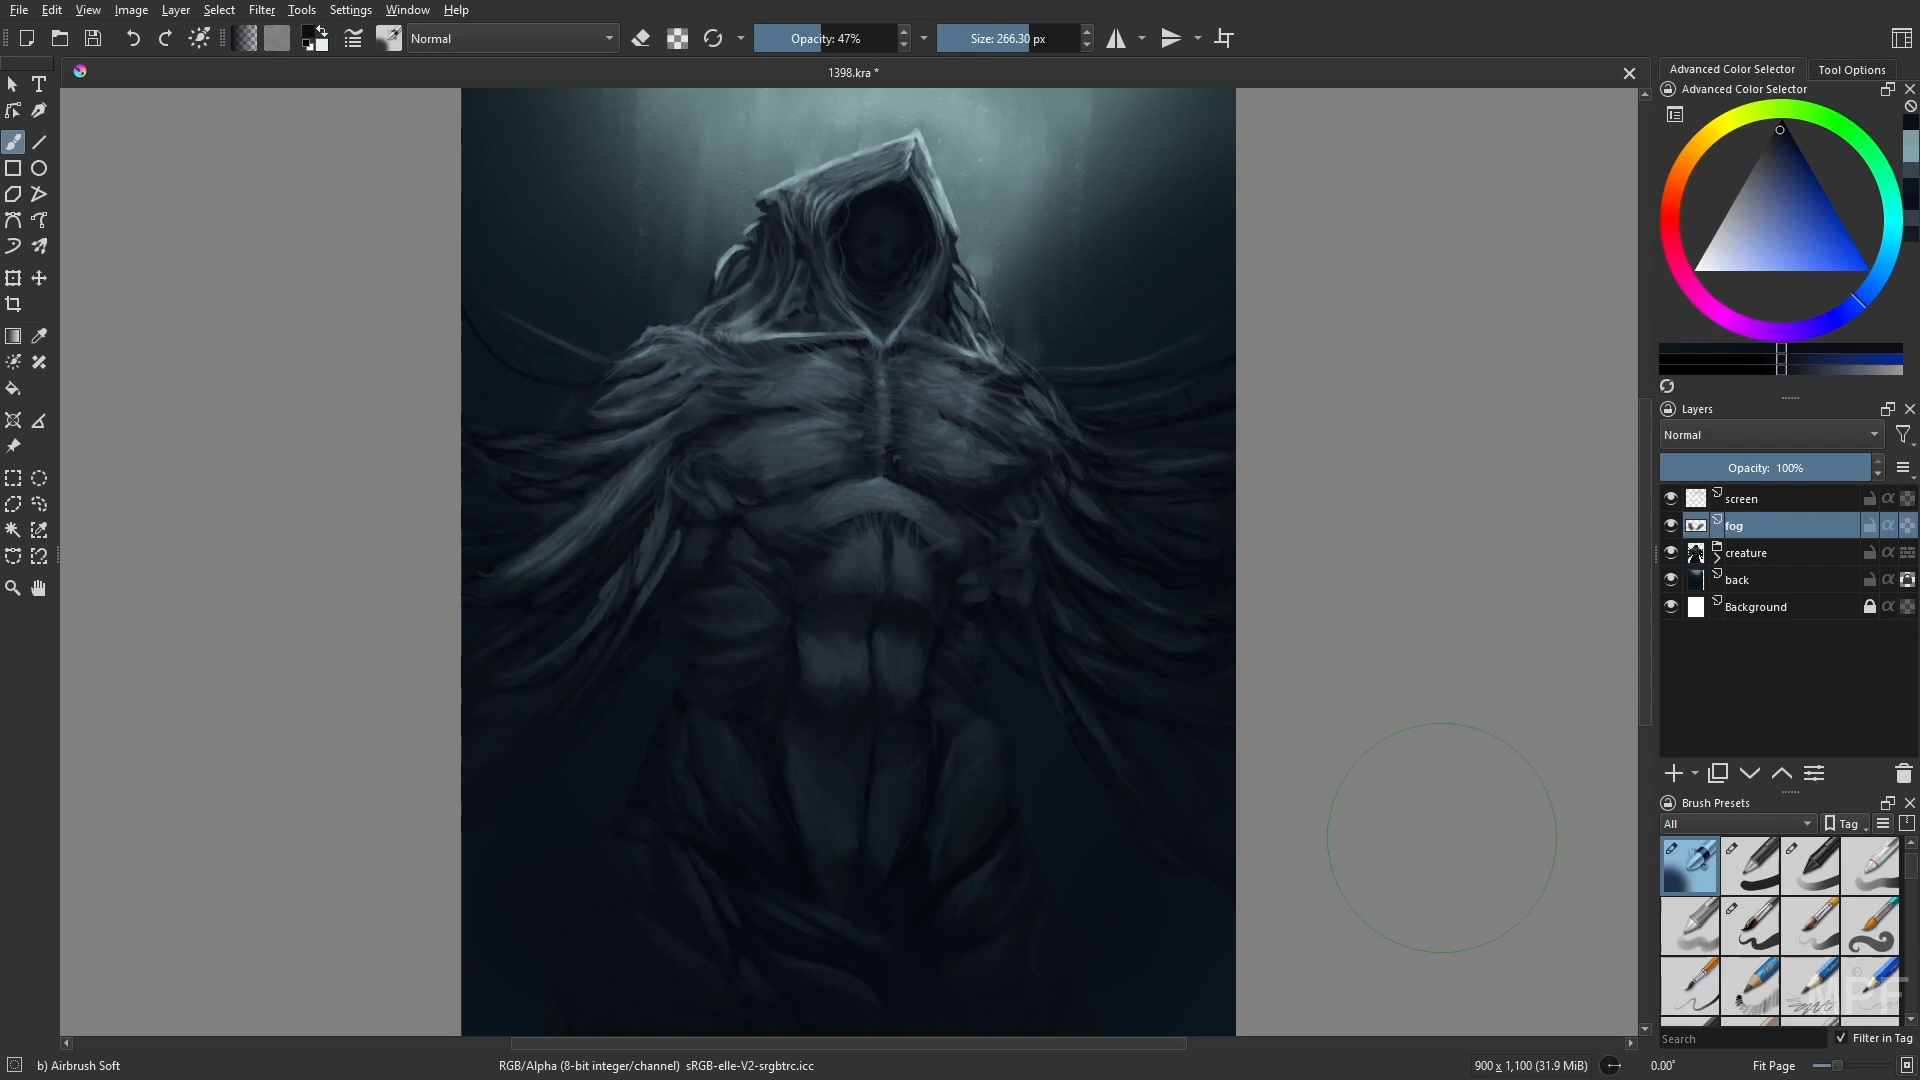 File Edit View Image Layer Select Filter Tools Settings Window Help
Normal
Opacity: 47%
Size: 266.30 px
1398.kra *
Advanced Color Selector
Tool Options
Advanced Color Selector
Layers
Normal
Opacity: 100%
screen
fog
creature
back
Background
Brush Presets
All
Tag
MPF
Search
Filter in Tag
b) Airbrush Soft
RGB/Alpha (8-bit integer/channel) sRGB-elle-V2-srgbtrc.icc
900 x 1,100 (31.9 MiB)
0.00°
Fit Page